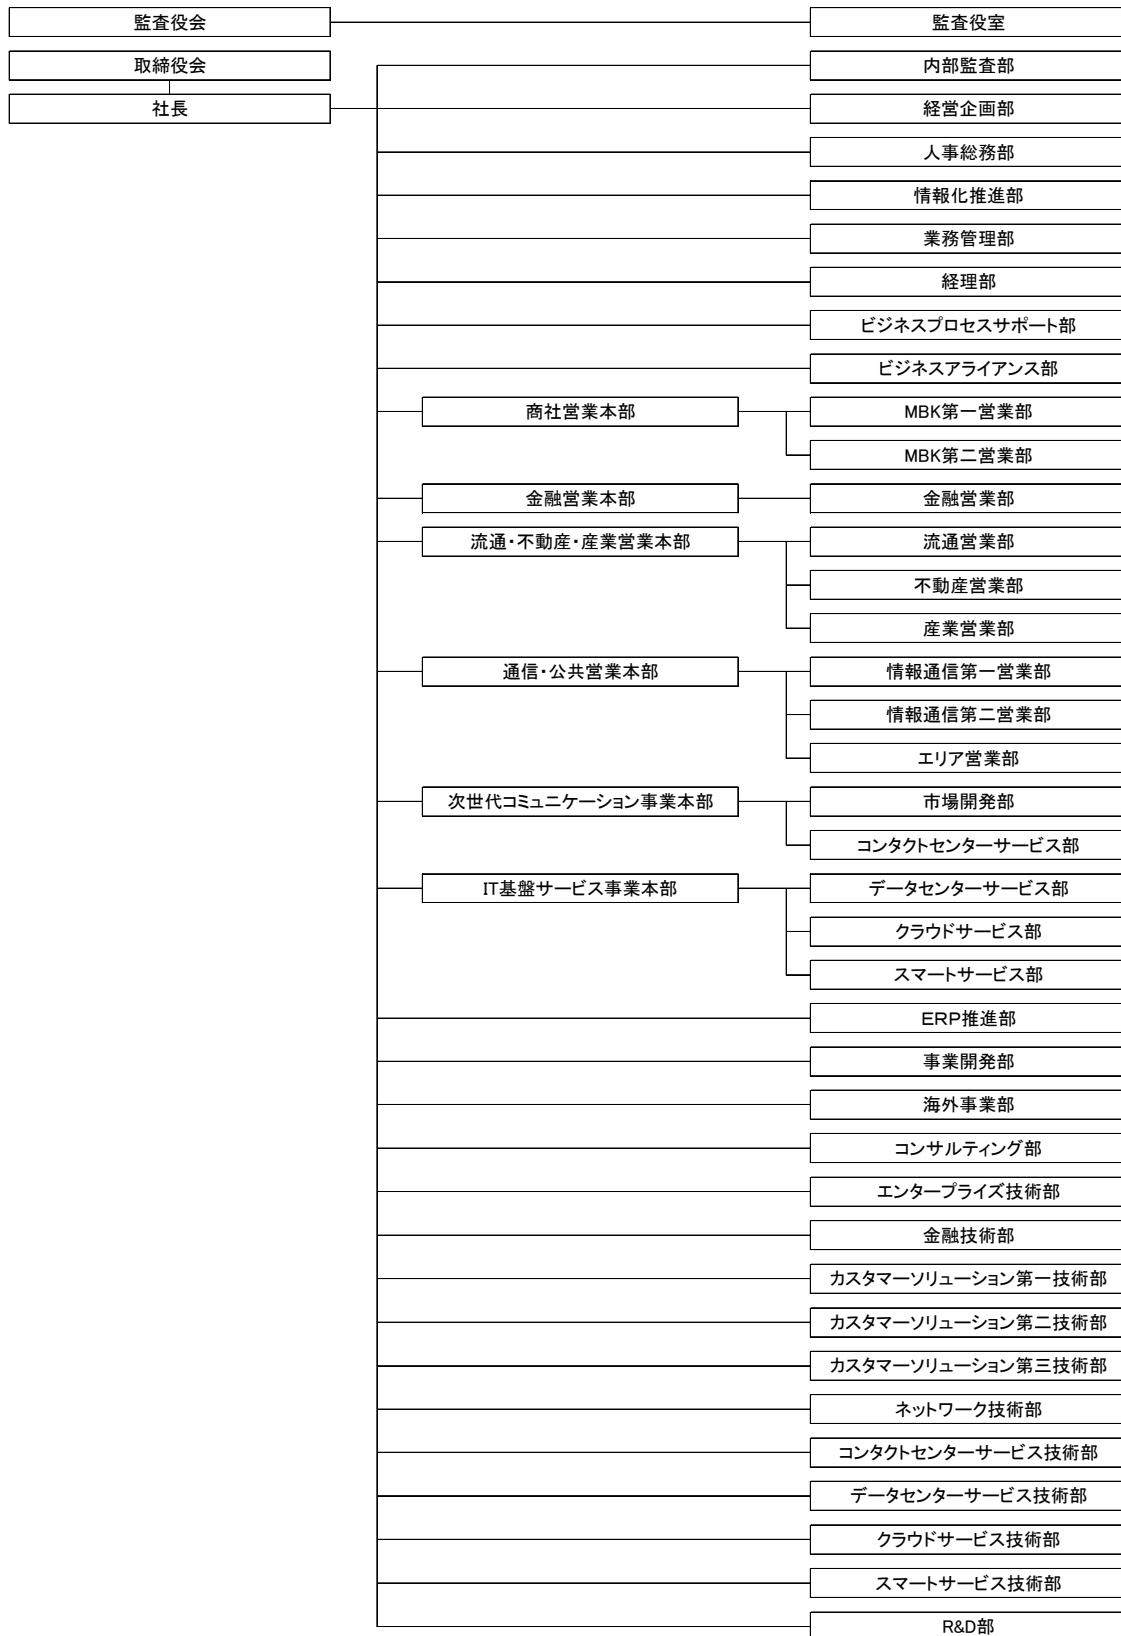 監査役会
監査役室
取締役会
内部監査部
社長
経営企画部
人事総務部
情報化推進部
業務管理部
経理部
ビジネスプロセスサポート部
ビジネスアライアンス部
商社営業本部
MBK第一営業部
MBK第二営業部
金融営業本部
金融営業部
流通・不動産・産業営業本部
流通営業部
不動産営業部
産業営業部
通信・公共営業本部
情報通信第一営業部
情報通信第二営業部
エリア営業部
次世代コミュニケーション事業本部
市場開発部
コンタクトセンターサービス部
IT基盤サービス事業本部
データセンターサービス部
クラウドサービス部
スマートサービス部
ERP推進部
事業開発部
海外事業部
コンサルティング部
エンタープライズ技術部
金融技術部
カスタマーソリューション第一技術部
カスタマーソリューション第二技術部
カスタマーソリューション第三技術部
ネットワーク技術部
コンタクトセンターサービス技術部
データセンターサービス技術部
クラウドサービス技術部
スマートサービス技術部
R&D部